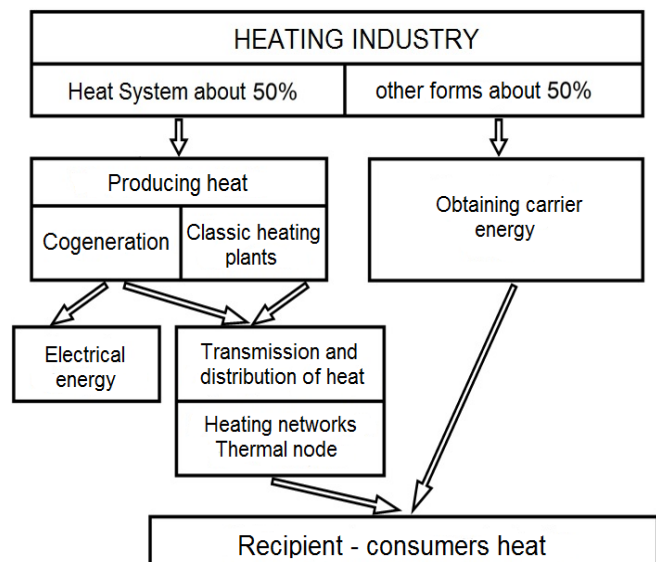 HEATING INDUSTRY
Heat System about 50%
other forms about 50%
Producing heat
Cogeneration
Classic heating
plants
Obtaining carrier
energy
Electrical
energy
Transmission and
distribution of heat
Heating networks
Thermal node
Recipient - consumers heat